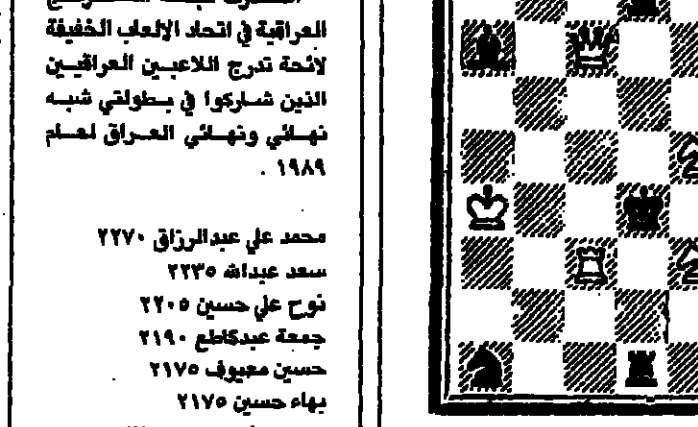 العراقية في اتحاد الالعاب الخفيفة
لائحة تدرج اللاعبين العراقيين
الذين شاركوا في بطولتي شبه
نهائي ونهائي العراق لعام
١٩٨٩ .
محمد علي عبدالرزاق ٢٢٧٠
سعد عبدالله ٢٢٣٥
نوح علي حسين ٢٢٠٥
جمعة عبدكاطع ٢١٩٠
حسين معيوف ٢١٧٥
بهاء حسين ٢١٧٥